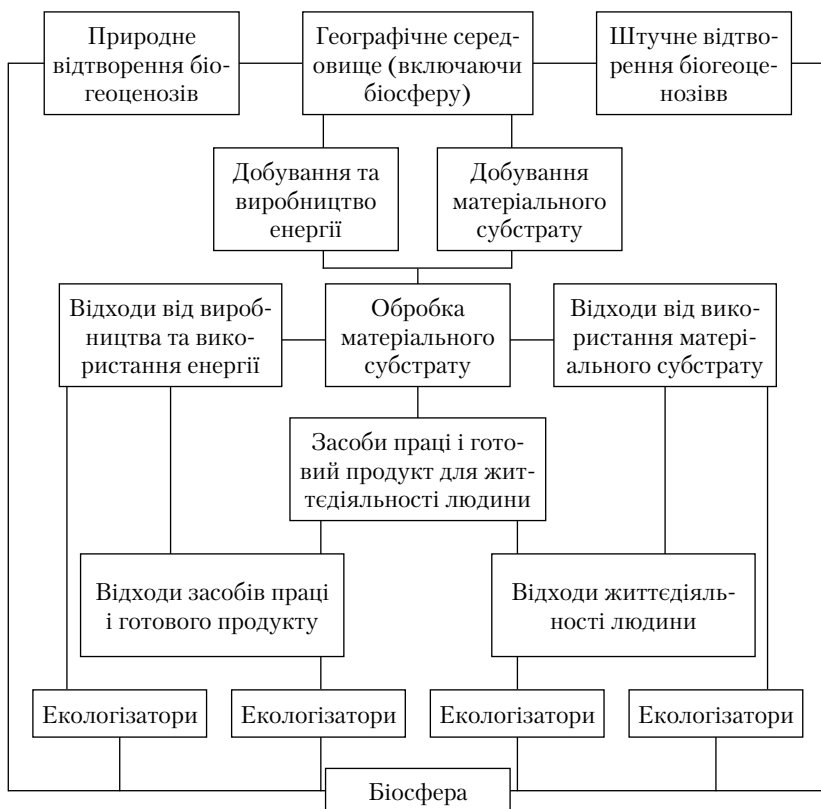 Природне
відтворення біо-
геоценозів
Географічне серед-
овище (включаючи
біосферу)
Штучне відтво-
рення біогеоце-
нозівв
Добування та
виробництво
енергії
Добування
матеріального
субстрату
Відходи від вироб-
ництва та вико-
ристання енергії
Обробка
матеріального
субстрату
Відходи від вико-
ристання матері-
ального субстрату
Засоби праці і гото-
вий продукт для жит-
тєдіяльності людини
Відходи засобів праці
і готового продукту
Відходи життєдіяль-
ності людини
Екологізатори
Екологізатори
Екологізатори
Екологізатори
Біосфера